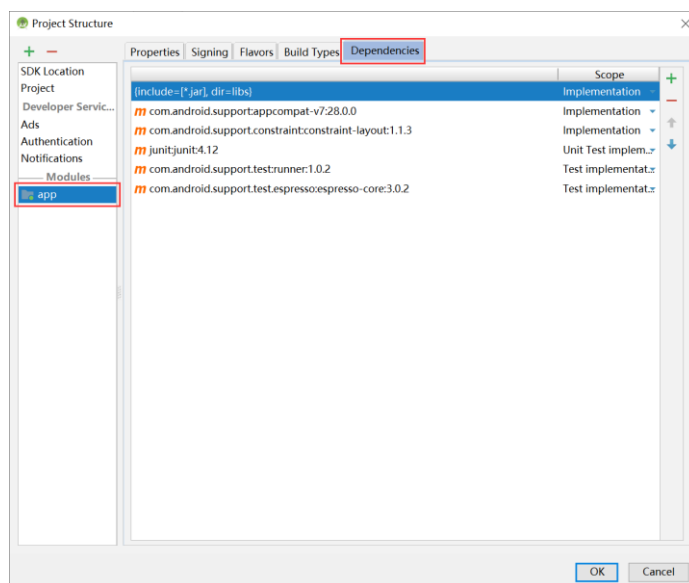 Project Structure
Properties Signing Flavors Build Types Dependencies
SDK Location
Project
Developer Servic...
Ads
Authentication
Notifications
Modules
app
Scope
{include=[*.jar], dir=libs} Implementation
m com.android.support:appcompat-v7:28.0.0 Implementation
m com.android.support.constraint:constraint-layout:1.1.3 Implementation
m junit:junit:4.12 Unit Test implem...
m com.android.support.test:runner:1.0.2 Test implementat...
m com.android.support.test.espresso:espresso-core:3.0.2 Test implementat...
OK Cancel